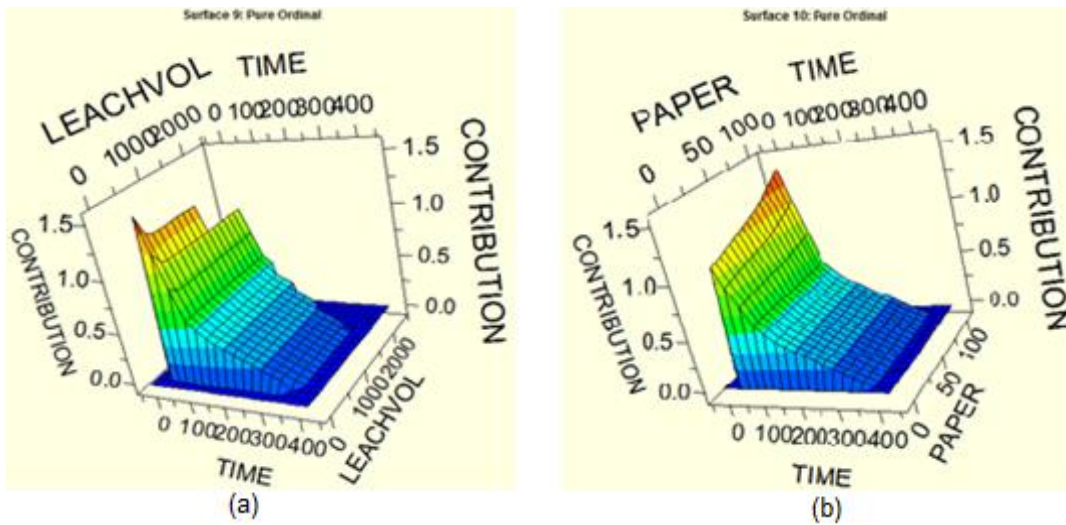 Surface 9: Pure Ordinal
LEACHVOL TIME
0 1000 2000 0 100 200 300 400
CONTRIBUTION
1.5 1.0 0.5 0.0
CONTRIBUTION
1.5 1.0 0.5 0.0
0 100 200 300 400
TIME
0 1000 2000
LEACHVOL
(a)
Surface 10: Pure Ordinal
PAPER TIME
0 50 100 0 100 200 300 400
CONTRIBUTION
1.5 1.0 0.5 0.0
CONTRIBUTION
1.5 1.0 0.5 0.0
0 100 200 300 400
TIME
0 50 100
PAPER
(b)